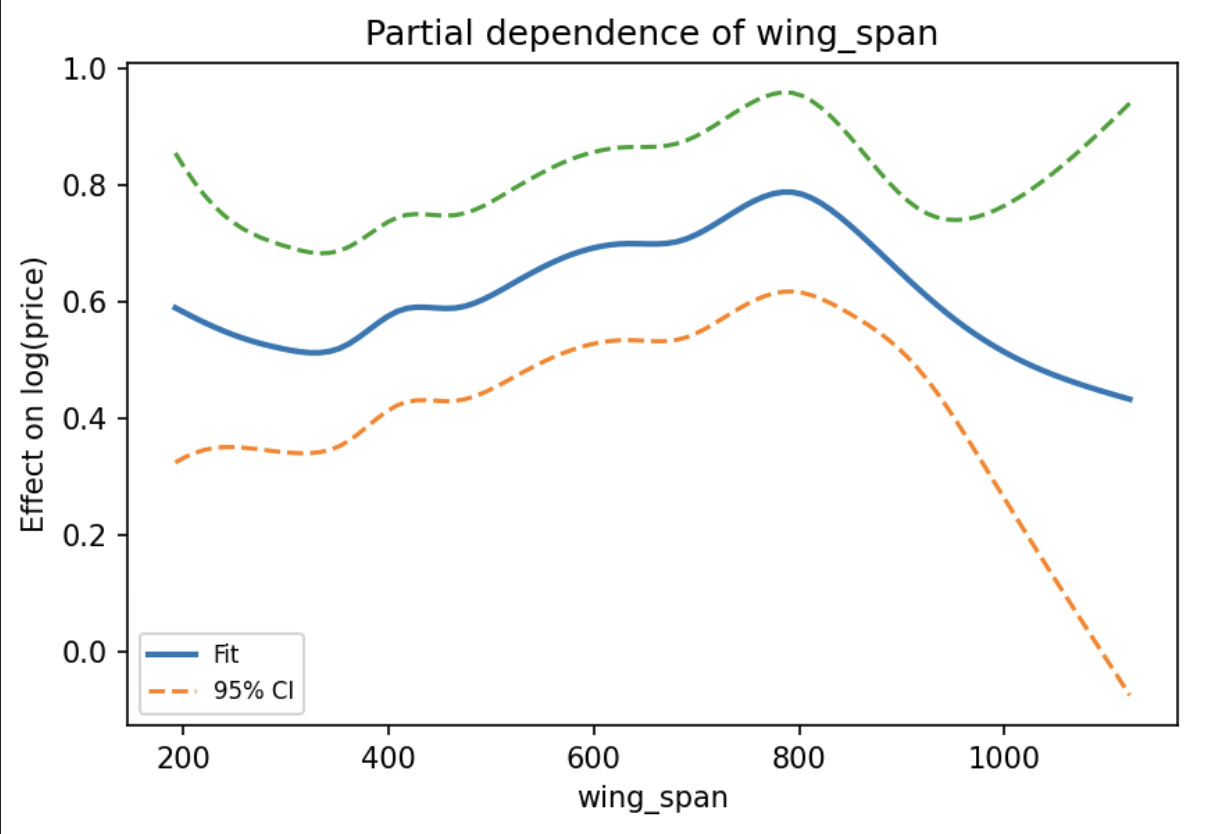 Partial dependence of wing_span
1.0
0.8
0.6
0.4
0.2
0.0
Effect on log(price)
Fit
95% CI
200 400 600 800 1000
wing_span